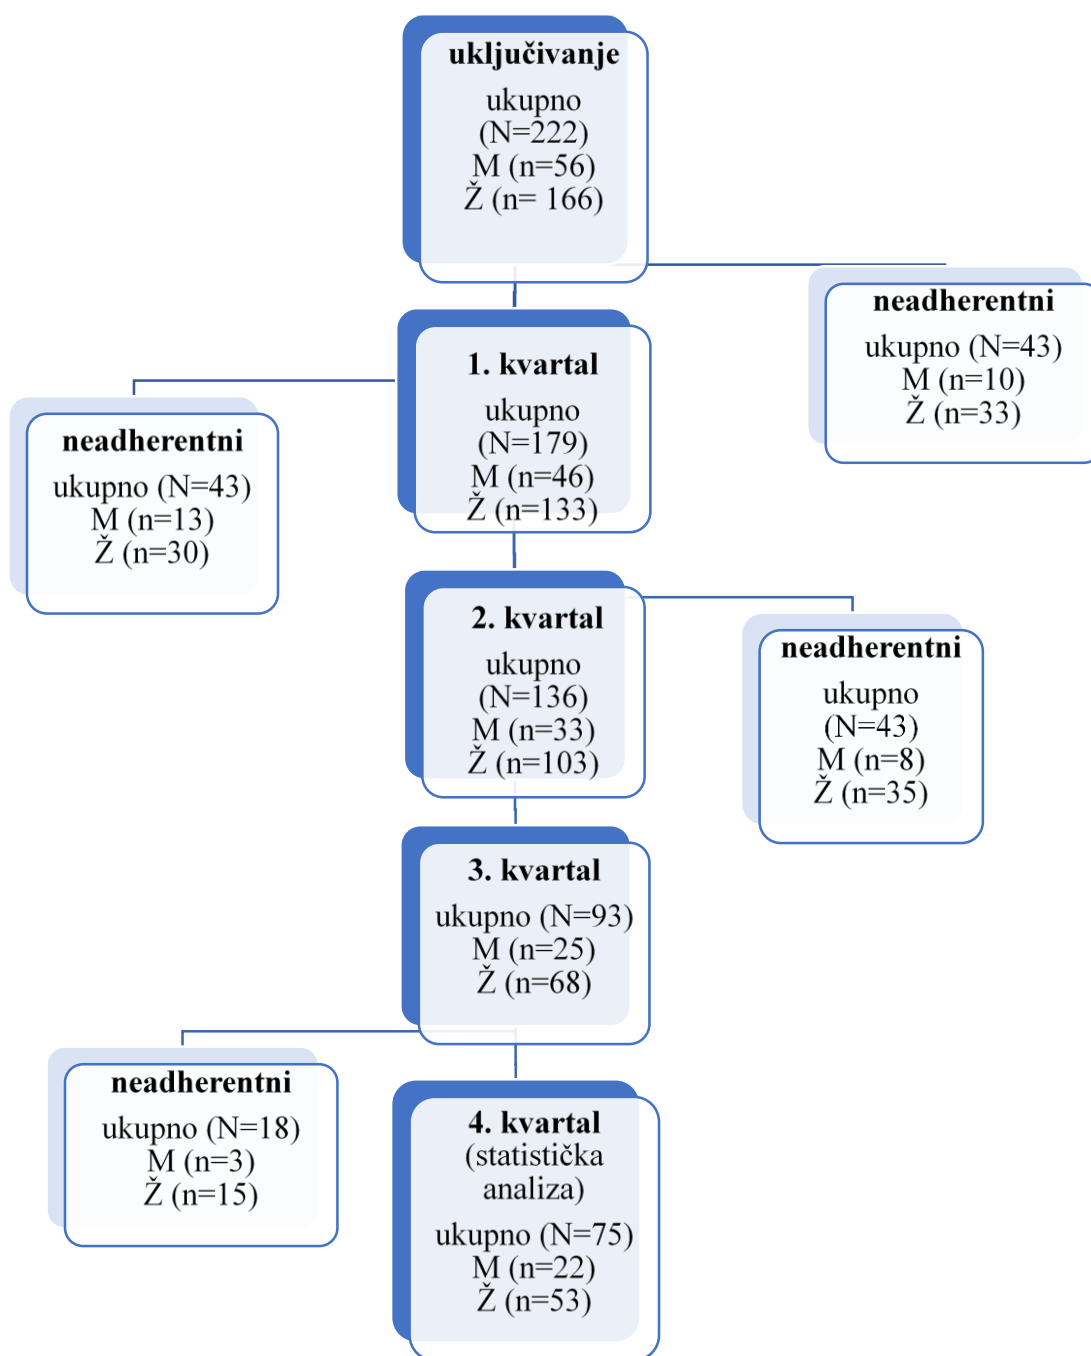 uključivanje
ukupno
(N=222)
M (n=56)
Ž (n= 166)
neadherentni
ukupno (N=43)
M (n=10)
Ž (n=33)
1. kvartal
ukupno
(N=179)
M (n=46)
Ž (n=133)
neadherentni
ukupno (N=43)
M (n=13)
Ž (n=30)
2. kvartal
ukupno
(N=136)
M (n=33)
Ž (n=103)
neadherentni
ukupno
(N=43)
M (n=8)
Ž (n=35)
3. kvartal
ukupno (N=93)
M (n=25)
Ž (n=68)
neadherentni
ukupno (N=18)
M (n=3)
Ž (n=15)
4. kvartal
(statistička
analiza)
ukupno (N=75)
M (n=22)
Ž (n=53)